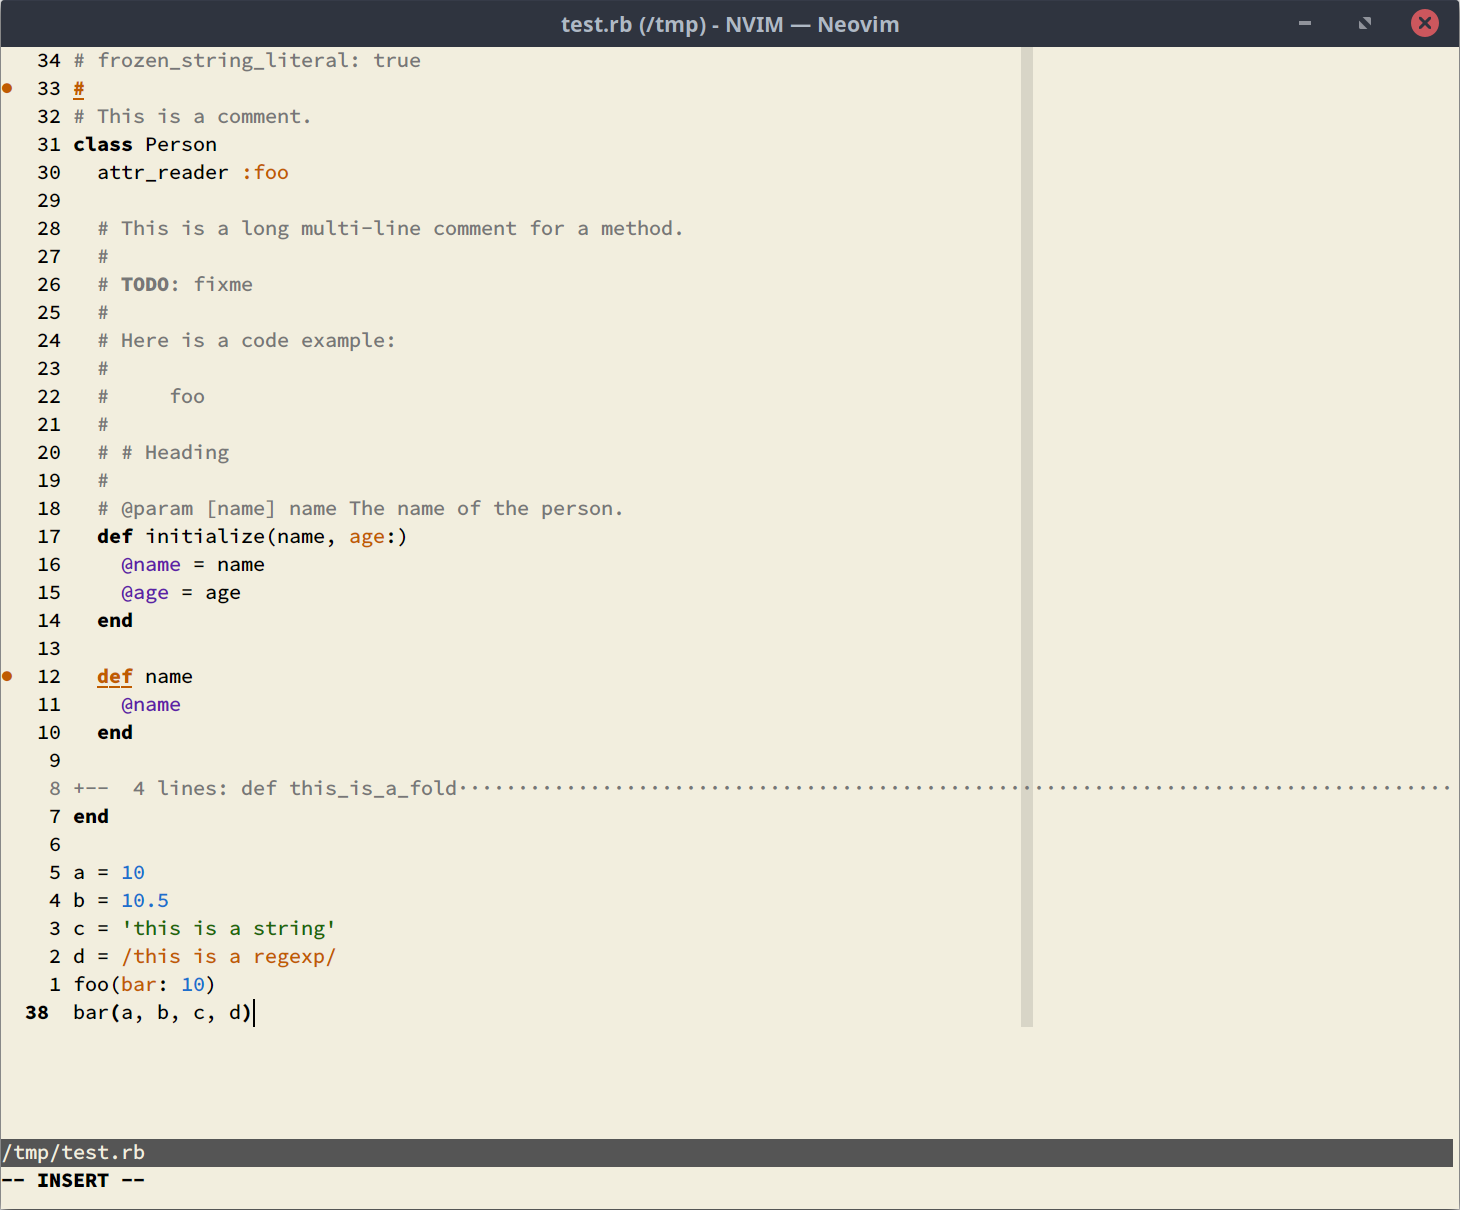 test.rb (/tmp) - NVIM — Neovim
34 # frozen_string_literal: true
33 #
32 # This is a comment.
31 class Person
30   attr_reader :foo
29
28   # This is a long multi-line comment for a method.
27   #
26   # TODO: fixme
25   #
24   # Here is a code example:
23   #
22   #     foo
21   #
20   # # Heading
19   #
18   # @param [name] name The name of the person.
17   def initialize(name, age:)
16     @name = name
15     @age = age
14   end
13
12   def name
11     @name
10   end
9
8 +--  4 lines: def this_is_a_fold···································································································
7 end
6
5 a = 10
4 b = 10.5
3 c = 'this is a string'
2 d = /this is a regexp/
1 foo(bar: 10)
38  bar(a, b, c, d)
/tmp/test.rb
-- INSERT --